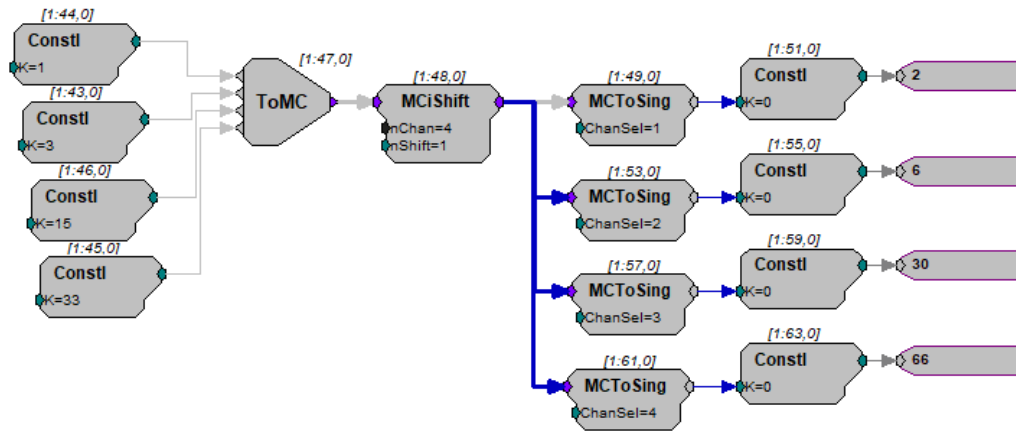 [1:44,0]
ConstI
K=1
[1:43,0]
ConstI
K=3
[1:46,0]
ConstI
K=15
[1:45,0]
ConstI
K=33
[1:47,0]
ToMC
[1:48,0]
MCiShift
nChan=4
nShift=1
[1:49,0]
MCToSing
ChanSel=1
[1:51,0]
ConstI
K=0
2
[1:53,0]
MCToSing
ChanSel=2
[1:55,0]
ConstI
K=0
6
[1:57,0]
MCToSing
ChanSel=3
[1:59,0]
ConstI
K=0
30
[1:61,0]
MCToSing
ChanSel=4
[1:63,0]
ConstI
K=0
66